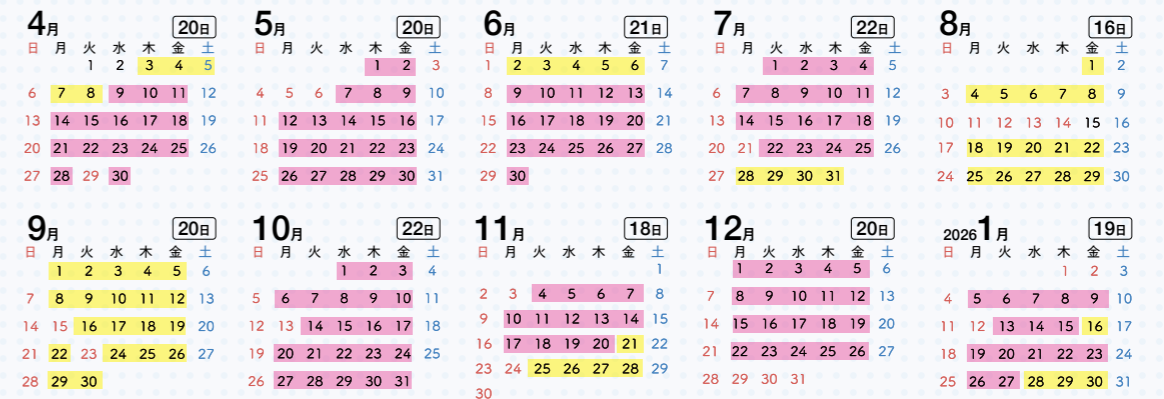 4月 20日
日 月 火 水 木 金 土
1 2 3 4 5
6 7 8 9 10 11 12
13 14 15 16 17 18 19
20 21 22 23 24 25 26
27 28 29 30
5月 20日
日 月 火 水 木 金 土
1 2 3
4 5 6 7 8 9 10
11 12 13 14 15 16 17
18 19 20 21 22 23 24
25 26 27 28 29 30 31
6月 21日
日 月 火 水 木 金 土
1 2 3 4 5 6 7
8 9 10 11 12 13 14
15 16 17 18 19 20 21
22 23 24 25 26 27 28
29 30
7月 22日
日 月 火 水 木 金 土
1 2 3 4 5
6 7 8 9 10 11 12
13 14 15 16 17 18 19
20 21 22 23 24 25 26
27 28 29 30 31
8月 16日
日 月 火 水 木 金 土
1 2
3 4 5 6 7 8 9
10 11 12 13 14 15 16
17 18 19 20 21 22 23
24 25 26 27 28 29 30
9月 20日
日 月 火 水 木 金 土
1 2 3 4 5 6
7 8 9 10 11 12 13
14 15 16 17 18 19 20
21 22 23 24 25 26 27
28 29 30
10月 22日
日 月 火 水 木 金 土
1 2 3 4
5 6 7 8 9 10 11
12 13 14 15 16 17 18
19 20 21 22 23 24 25
26 27 28 29 30 31
11月 18日
日 月 火 水 木 金 土
1
2 3 4 5 6 7 8
9 10 11 12 13 14 15
16 17 18 19 20 21 22
23 24 25 26 27 28 29
30
12月 20日
日 月 火 水 木 金 土
1 2 3 4 5 6
7 8 9 10 11 12 13
14 15 16 17 18 19 20
21 22 23 24 25 26 27
28 29 30 31
2026 1月 19日
日 月 火 水 木 金 土
1 2 3
4 5 6 7 8 9 10
11 12 13 14 15 16 17
18 19 20 21 22 23 24
25 26 27 28 29 30 31